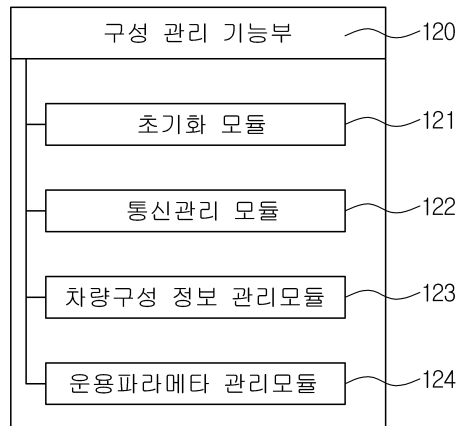 구성 관리 기능부 120
초기화 모듈 121
통신관리 모듈 122
차량구성 정보 관리모듈 123
운용파라메타 관리모듈 124